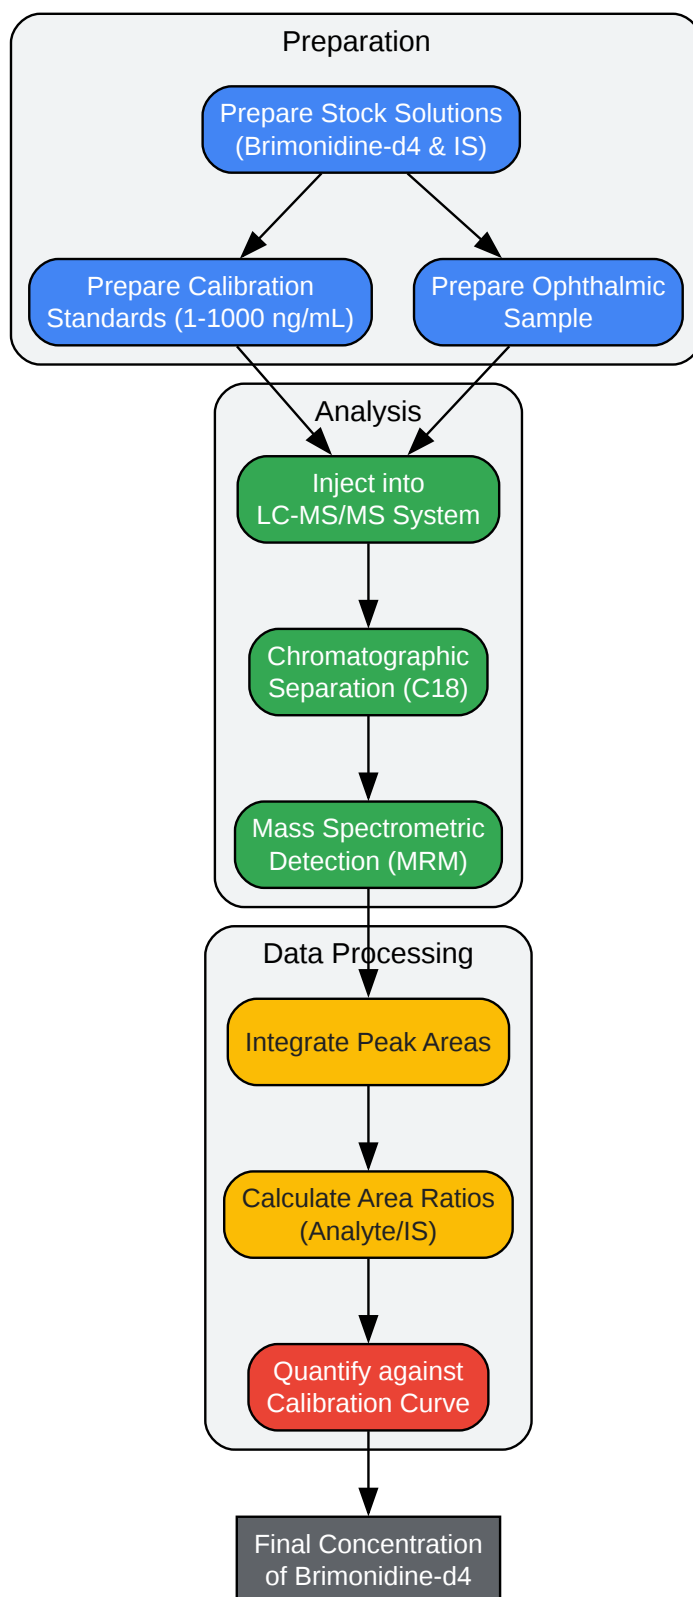 Preparation
Prepare Stock Solutions
(Brimonidine-d4 & IS)
Prepare Calibration
Standards (1-1000 ng/mL)
Prepare Ophthalmic
Sample
Analysis
Inject into
LC-MS/MS System
Chromatographic
Separation (C18)
Mass Spectrometric
Detection (MRM)
Data Processing
Integrate Peak Areas
Calculate Area Ratios
(Analyte/IS)
Quantify against
Calibration Curve
Final Concentration
of Brimonidine-d4